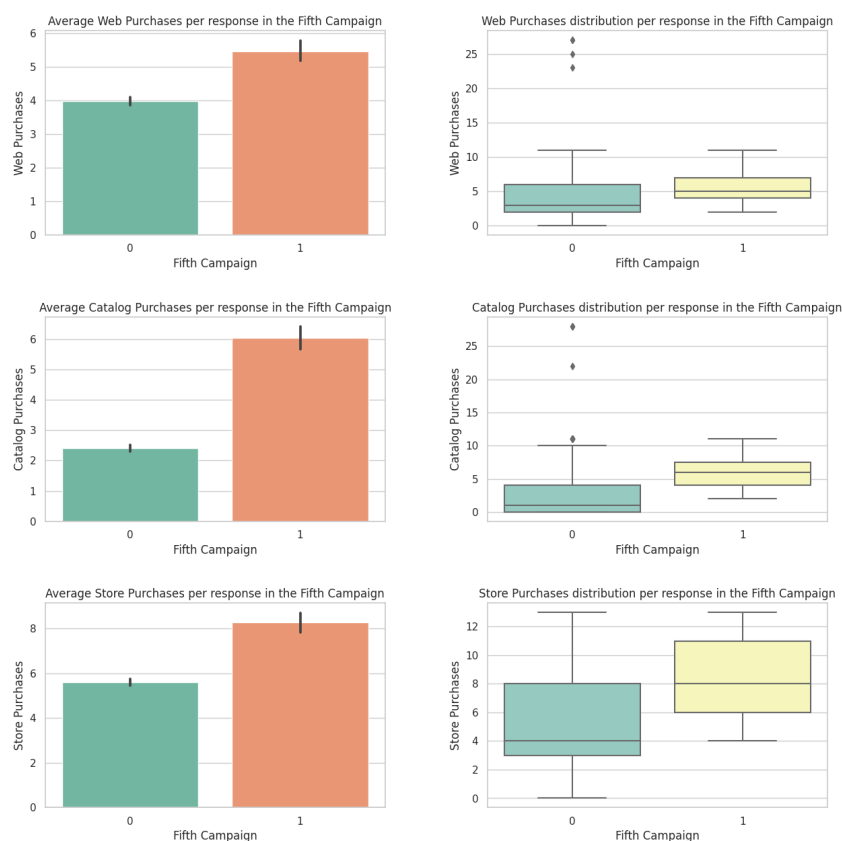 Average Web Purchases per response in the Fifth Campaign
6
5
4
3
2
1
0
Web Purchases
0 1
Fifth Campaign
Web Purchases distribution per response in the Fifth Campaign
25
20
15
10
5
0
Web Purchases
0 1
Fifth Campaign
Average Catalog Purchases per response in the Fifth Campaign
6
5
4
3
2
1
0
Catalog Purchases
0 1
Fifth Campaign
Catalog Purchases distribution per response in the Fifth Campaign
25
20
15
10
5
0
Catalog Purchases
0 1
Fifth Campaign
Average Store Purchases per response in the Fifth Campaign
8
6
4
2
0
Store Purchases
0 1
Fifth Campaign
Store Purchases distribution per response in the Fifth Campaign
12
10
8
6
4
2
0
Store Purchases
0 1
Fifth Campaign